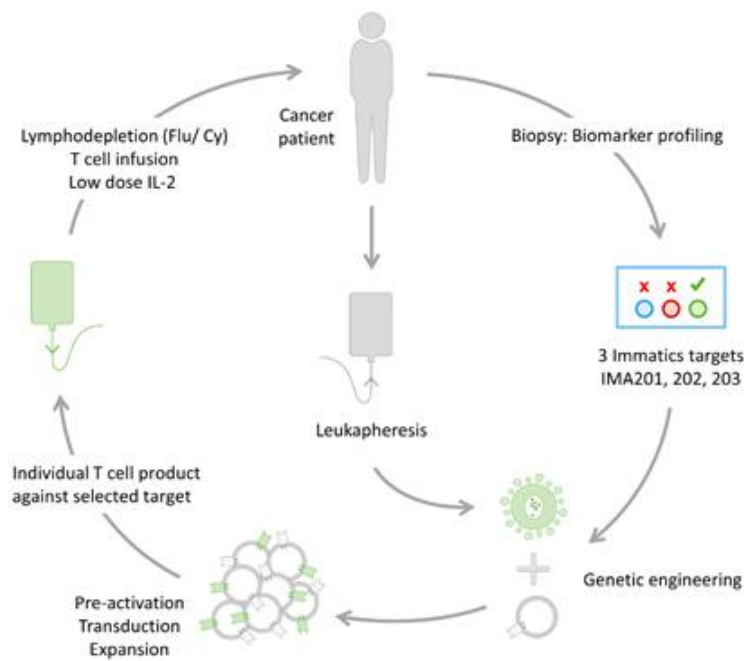 Cancer
patient
Lymphodepletion (Flu/ Cy)
T cell infusion
Low dose IL-2
Biopsy: Biomarker profiling
x x ✓
3 Immatics targets
IMA201, 202, 203
Leukapheresis
Individual T cell product
against selected target
Genetic engineering
Pre-activation
Transduction
Expansion